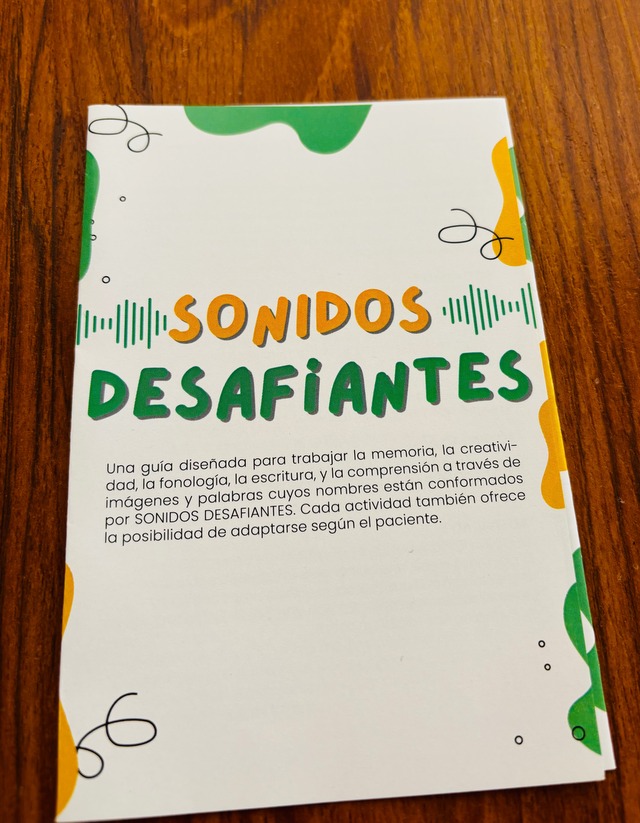 SONIDOS
DESAFiANTES
Una guía diseñada para trabajar la memoria, la creativi-
dad, la fonología, la escritura, y la comprensión a través de
imágenes y palabras cuyos nombres están conformados
por SONIDOS DESAFIANTES. Cada actividad también ofrece
la posibilidad de adaptarse según el paciente.